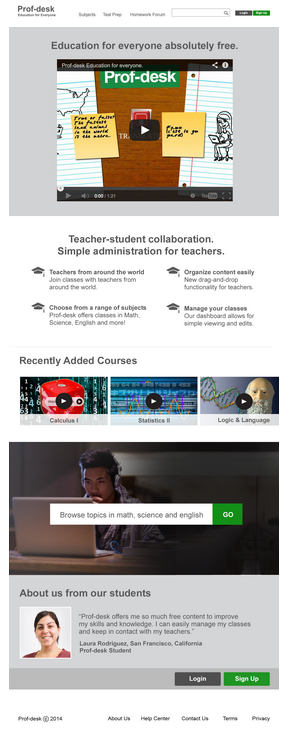 Prof-desk
Education for Everyone
Subjects Test Prep Homework Forum
Login Sign Up
Education for everyone absolutely free.
Prof-desk Education for everyone.
Prof-desk
True or false?
The fastest
land animal
in the world
is the
TRA
0:00 / 1:21
Teacher-student collaboration.
Simple administration for teachers.
Teachers from around the world
Join classes with teachers from
around the world.
Organize content easily
New drag-and-drop
functionality for teachers.
Choose from a range of subjects
Prof-desk offers classes in Math,
Science, English and more!
Manage your classes
Our dashboard allows for
simple viewing and edits.
Recently Added Courses
Calculus I
Statistics II
Logic & Language
Browse topics in math, science and english
GO
About us from our students
“Prof-desk offers me so much free content to improve
my skills and knowledge. I can easily manage my classes
and keep in contact with my teachers.”
Laura Rodriguez, San Francisco, California
Prof-desk Student
Login
Sign Up
Prof-desk ⓒ 2014
About Us Help Center Contact Us Terms Privacy